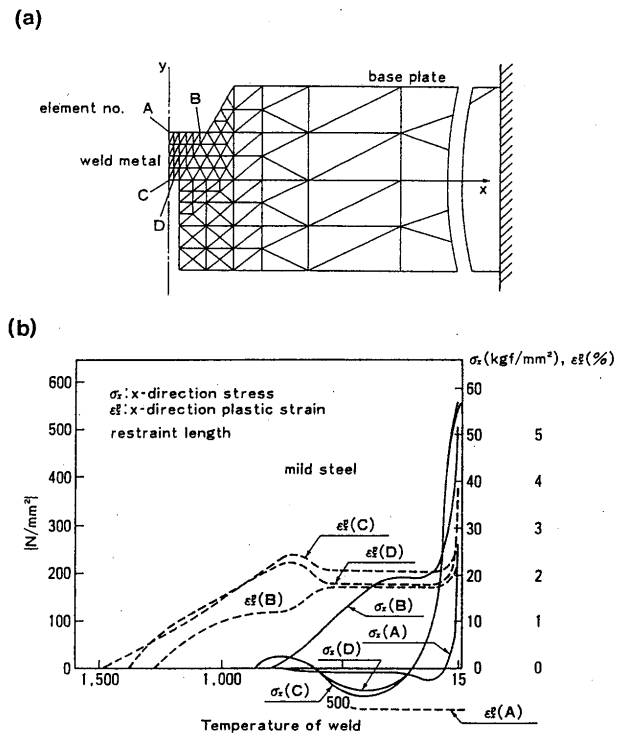 (a)
y
base plate
element no.
A
B
weld metal
C
D
x
(b)
σx(kgf/mm²), εxᵖ(%)
600
500
400
300
200
100
0
|N/mm²|
σx:x-direction stress
εxᵖ:x-direction plastic strain
restraint length
mild steel
εxᵖ(C)
εxᵖ(D)
εxᵖ(B)
σx(B)
σx(A)
σx(D)
σx(C)
εxᵖ(A)
60
50
40
30
20
10
0
5
4
3
2
1
0
1,500
1,000
500
15
Temperature of weld